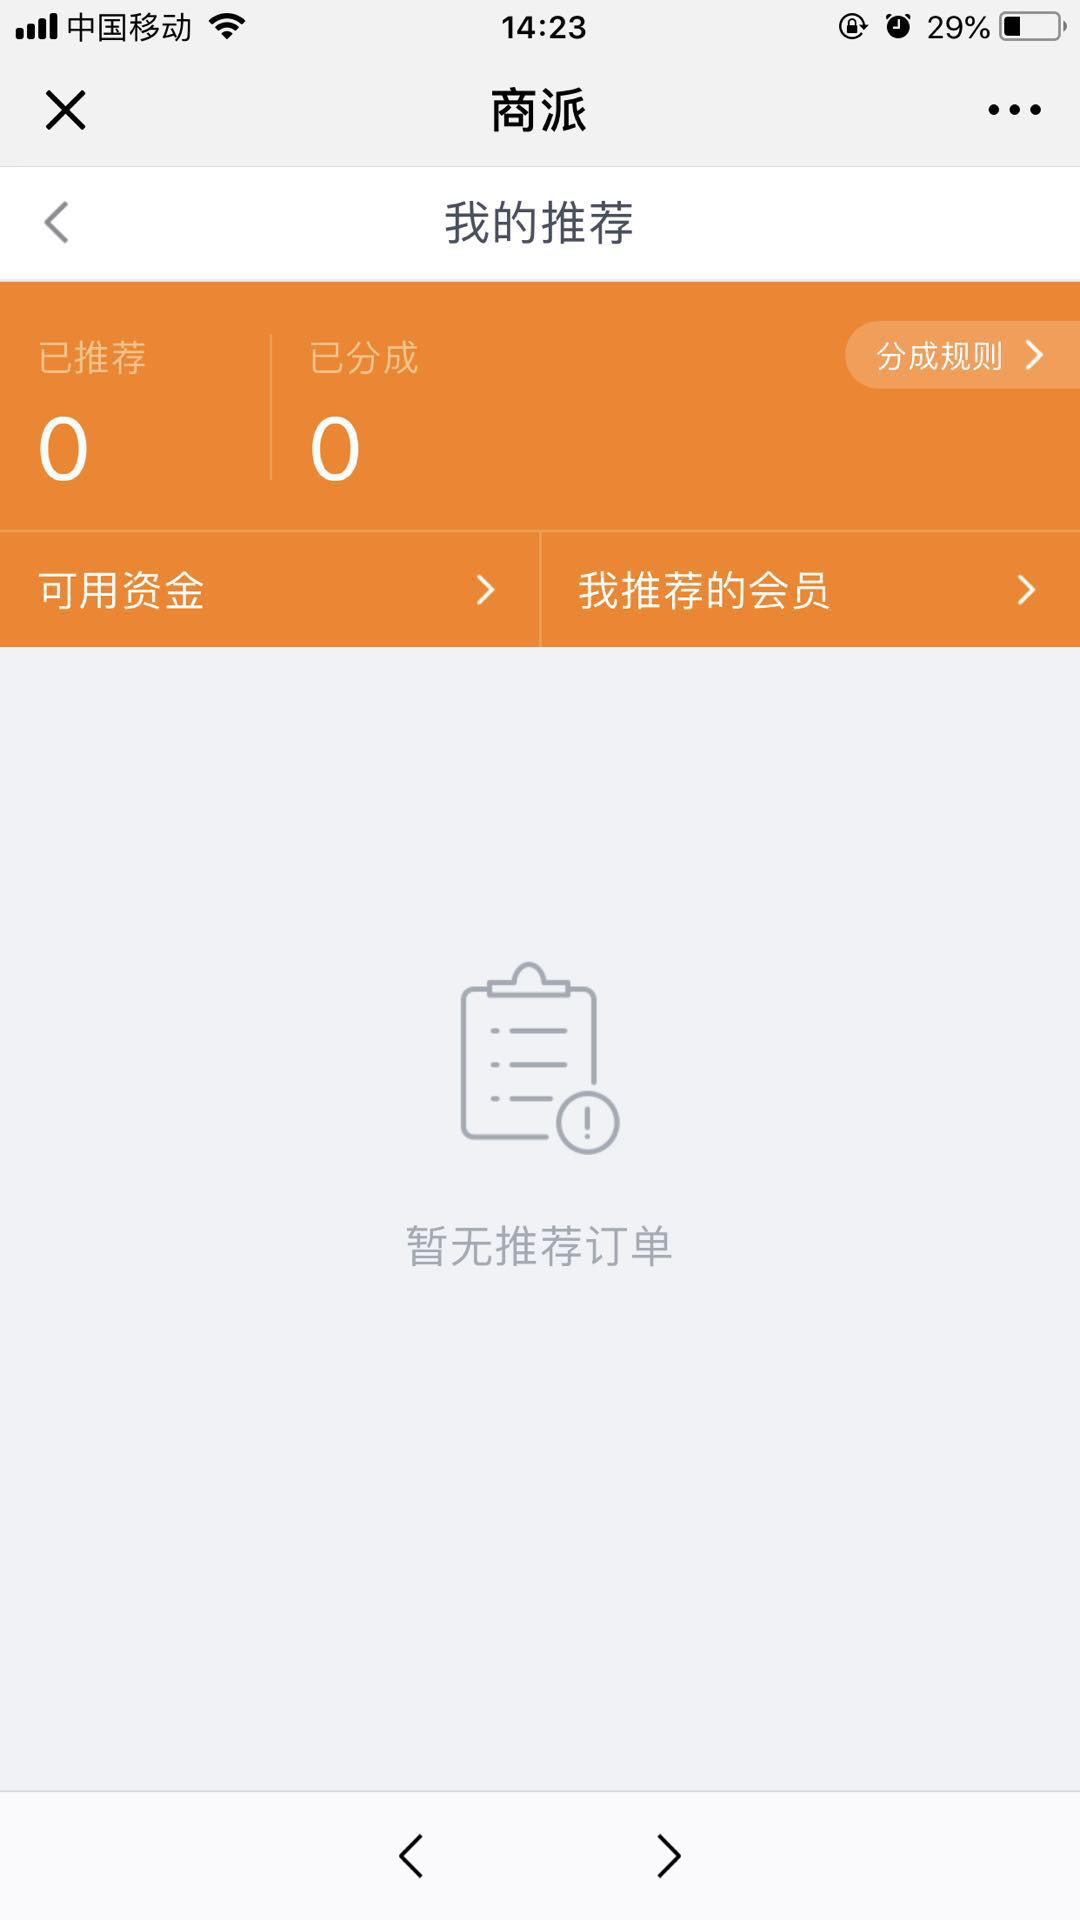 中国移动 14:23 29%
商派
我的推荐
已推荐 已分成 分成规则
0 0
可用资金 我推荐的会员
暂无推荐订单